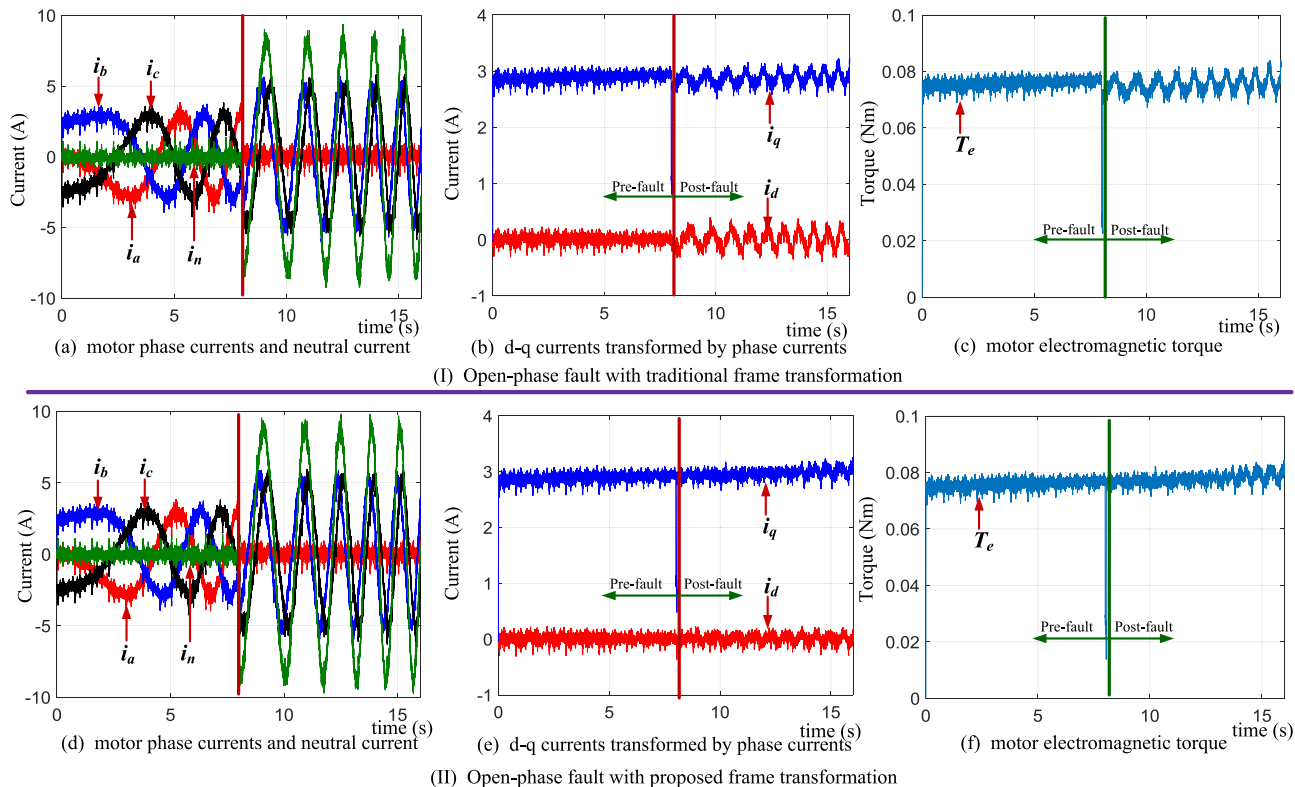 10
5
0
-5
-10
Current (A)
i_b
i_c
i_a
i_n
0
5
10
15
time (s)
(a) motor phase currents and neutral current
4
3
2
1
0
-1
Current (A)
i_q
i_d
Pre-fault
Post-fault
0
5
10
15
time (s)
(b) d-q currents transformed by phase currents
0.1
0.08
0.06
0.04
0.02
0
Torque (Nm)
T_e
Pre-fault
Post-fault
0
5
10
15
time (s)
(c) motor electromagnetic torque
(I) Open-phase fault with traditional frame transformation
10
5
0
-5
-10
Current (A)
i_b
i_c
i_a
i_n
0
5
10
15
time (s)
(d) motor phase currents and neutral current
4
3
2
1
0
-1
Current (A)
i_q
i_d
Pre-fault
Post-fault
0
5
10
15
time (s)
(e) d-q currents transformed by phase currents
0.1
0.08
0.06
0.04
0.02
0
Torque (Nm)
T_e
Pre-fault
Post-fault
0
5
10
15
time (s)
(f) motor electromagnetic torque
(II) Open-phase fault with proposed frame transformation